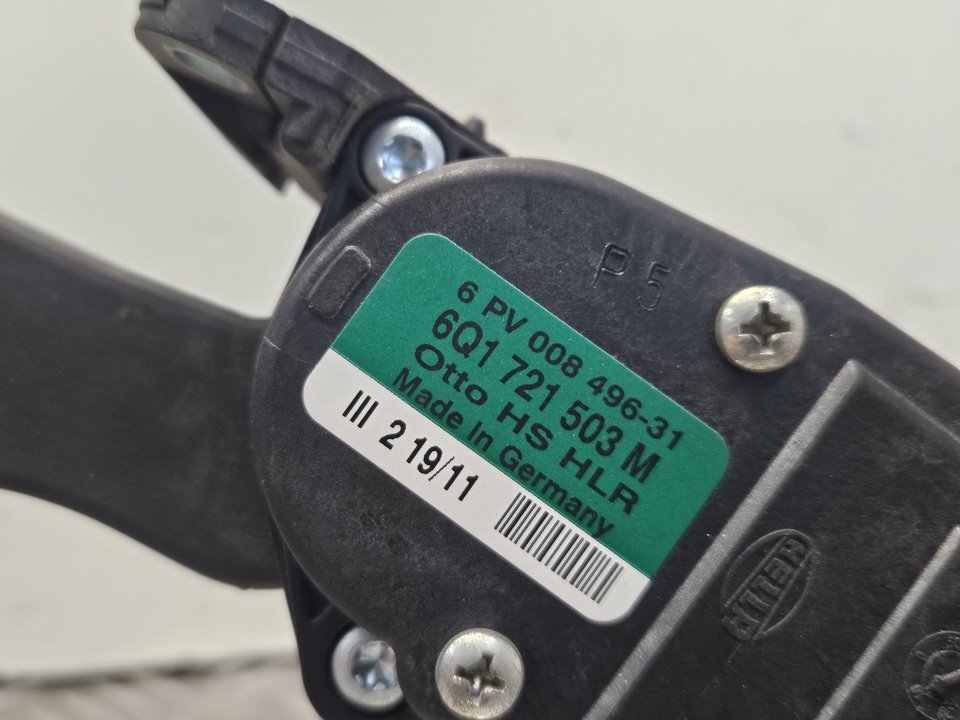 P 5
6 PV 008 496-31
6Q1 721 503 M
Otto HS HLR
Made In Germany
III 2 19/11
HELLA